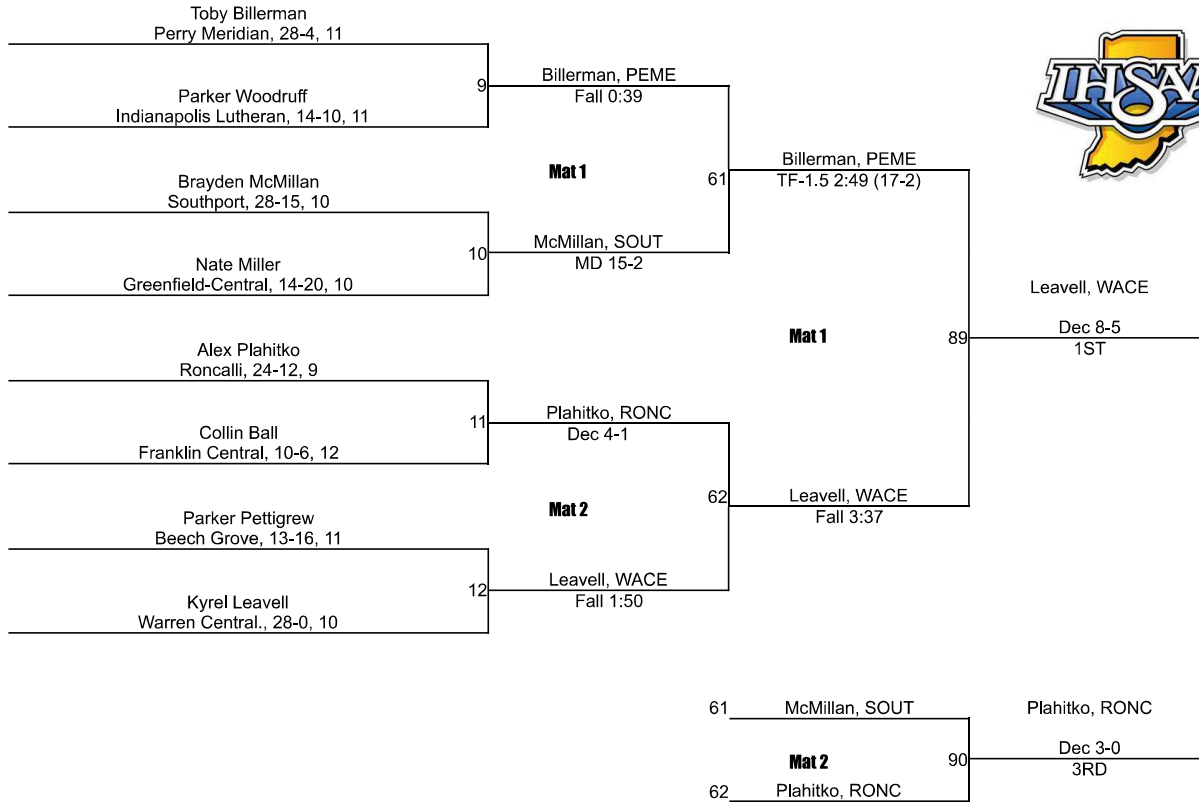 Toby Billerman
Perry Meridian, 28-4, 11
9
Billerman, PEME
Fall 0:39
Parker Woodruff
Indianapolis Lutheran, 14-10, 11
IHSAA
Mat 1
61
Billerman, PEME
TF-1.5 2:49 (17-2)
Brayden McMillan
Southport, 28-15, 10
10
McMillan, SOUT
MD 15-2
Nate Miller
Greenfield-Central, 14-20, 10
Mat 1
89
Leavell, WACE
Dec 8-5
1ST
Alex Plahitko
Roncalli, 24-12, 9
11
Plahitko, RONC
Dec 4-1
Collin Ball
Franklin Central, 10-6, 12
Mat 2
62
Leavell, WACE
Fall 3:37
Parker Pettigrew
Beech Grove, 13-16, 11
12
Leavell, WACE
Fall 1:50
Kyrel Leavell
Warren Central., 28-0, 10
61
McMillan, SOUT
Mat 2
90
Plahitko, RONC
Dec 3-0
3RD
62
Plahitko, RONC